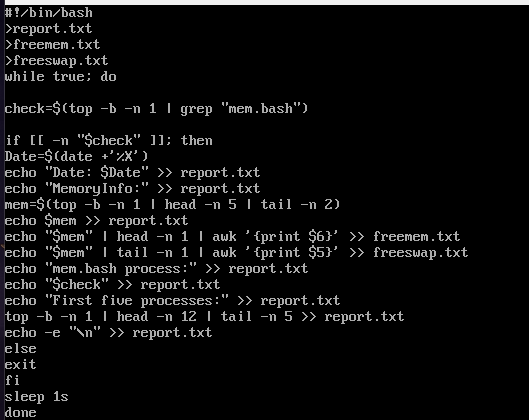 #!/bin/bash
>report.txt
>freemem.txt
>freeswap.txt
while true; do
check=$(top -b -n 1 | grep "mem.bash")
if [[ -n "$check" ]]; then
Date=$(date +'%X')
echo "Date: $Date" >> report.txt
echo "MemoryInfo:" >> report.txt
mem=$(top -b -n 1 | head -n 5 | tail -n 2)
echo $mem >> report.txt
echo "$mem" | head -n 1 | awk '{print $6}' >> freemem.txt
echo "$mem" | tail -n 1 | awk '{print $5}' >> freeswap.txt
echo "mem.bash process:" >> report.txt
echo "$check" >> report.txt
echo "First five processes:" >> report.txt
top -b -n 1 | head -n 12 | tail -n 5 >> report.txt
echo -e "\n" >> report.txt
else
exit
fi
sleep 1s
done